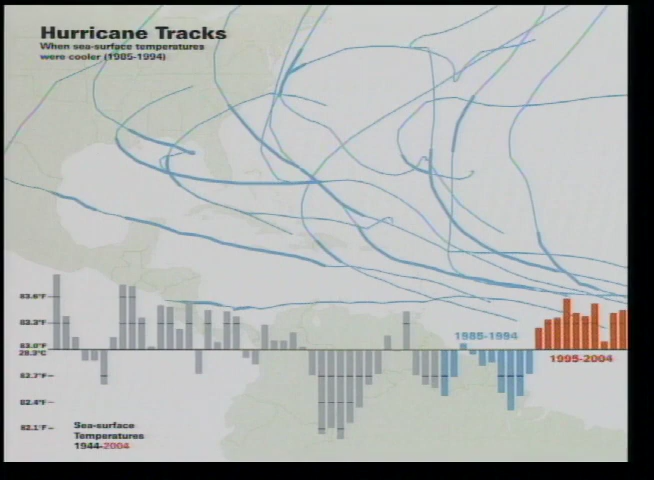 Hurricane Tracks
When sea-surface temperatures
were cooler (1985-1994)
83.6°F
83.3°F
83.0°F
28.3°C
82.7°F
82.4°F
82.1°F
1985-1994
1995-2004
Sea-surface
Temperatures
1944-2004